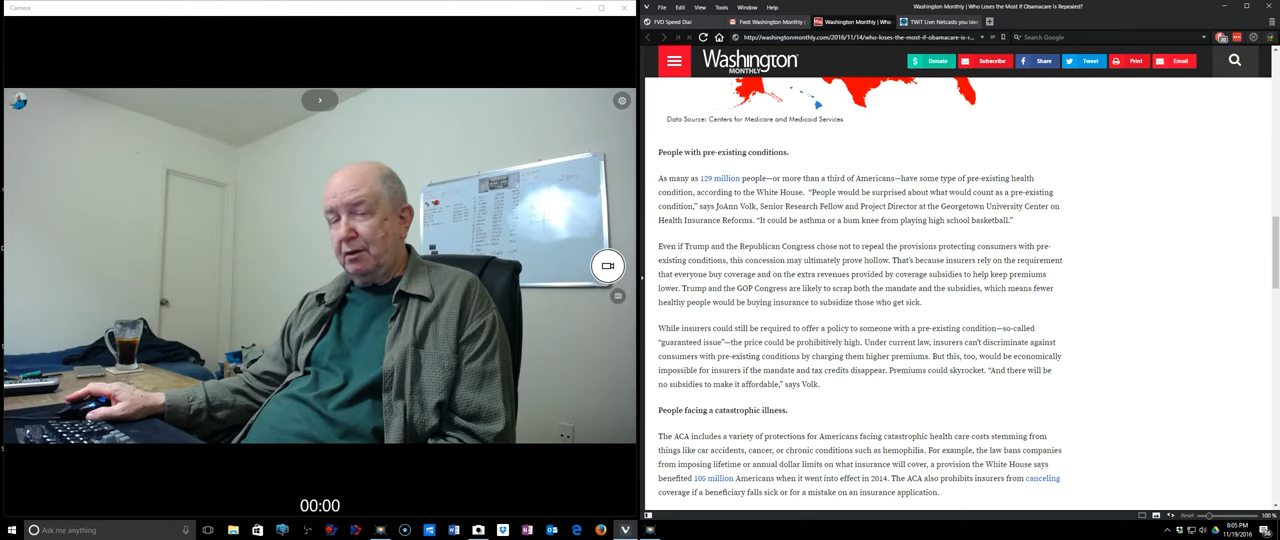 Camera
00:00
Washington Monthly | Who Loses the Most If Obamacare Is Repealed?
File Edit View Tools Window Help
FVD Speed Dial
Fwd: Washington Monthly |
Washington Monthly | Who
TWiT Live: Netcasts you lov
http://washingtonmonthly.com/2016/11/14/who-loses-the-most-if-obamacare-is-r...
Search Google
Washington
MONTHLY
Donate
Subscribe
Share
Tweet
Print
Email
Data Source: Centers for Medicare and Medicaid Services
People with pre-existing conditions.
As many as 129 million people—or more than a third of Americans—have some type of pre-existing health
condition, according to the White House. “People would be surprised about what would count as a pre-existing
condition,” says JoAnn Volk, Senior Research Fellow and Project Director at the Georgetown University Center on
Health Insurance Reforms. “It could be asthma or a bum knee from playing high school basketball.”
Even if Trump and the Republican Congress chose not to repeal the provisions protecting consumers with pre-
existing conditions, this concession may ultimately prove hollow. That’s because insurers rely on the requirement
that everyone buy coverage and on the extra revenues provided by coverage subsidies to help keep premiums
lower. Trump and the GOP Congress are likely to scrap both the mandate and the subsidies, which means fewer
healthy people would be buying insurance to subsidize those who get sick.
While insurers could still be required to offer a policy to someone with a pre-existing condition—so-called
“guaranteed issue”—the price could be prohibitively high. Under current law, insurers can’t discriminate against
consumers with pre-existing conditions by charging them higher premiums. But this, too, would be economically
impossible for insurers if the mandate and tax credits disappear. Premiums could skyrocket. “And there will be
no subsidies to make it affordable,” says Volk.
People facing a catastrophic illness.
The ACA includes a variety of protections for Americans facing catastrophic health care costs stemming from
things like car accidents, cancer, or chronic conditions such as hemophilia. For example, the law bans companies
from imposing lifetime or annual dollar limits on what insurance will cover, a provision the White House says
benefited 105 million Americans when it went into effect in 2014. The ACA also prohibits insurers from canceling
coverage if a beneficiary falls sick or for a mistake on an insurance application.
Reset
100 %
Ask me anything
8:05 PM
11/19/2016